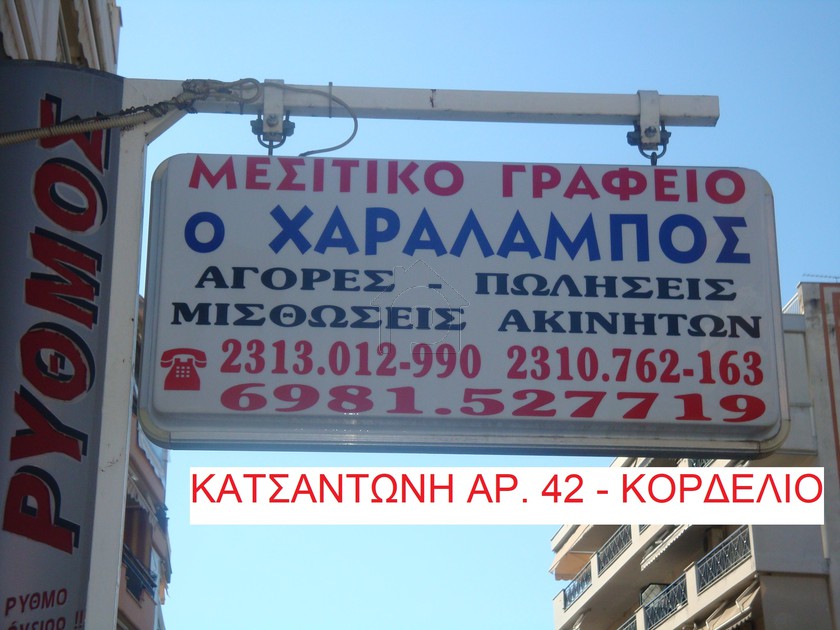 ΜΕΣΙΤΙΚΟ ΓΡΑΦΕΙΟ
Ο ΧΑΡΑΛΑΜΠΟΣ
ΑΓΟΡΕΣ - ΠΩΛΗΣΕΙΣ
ΜΙΣΘΩΣΕΙΣ ΑΚΙΝΗΤΩΝ
2313.012-990 2310.762-163
6981.527719
ΚΑΤΣΑΝΤΩΝΗ ΑΡ. 42 - ΚΟΡΔΕΛΙΟ
ΡΥΘΜΟΣ
ΡΥΘΜΟ